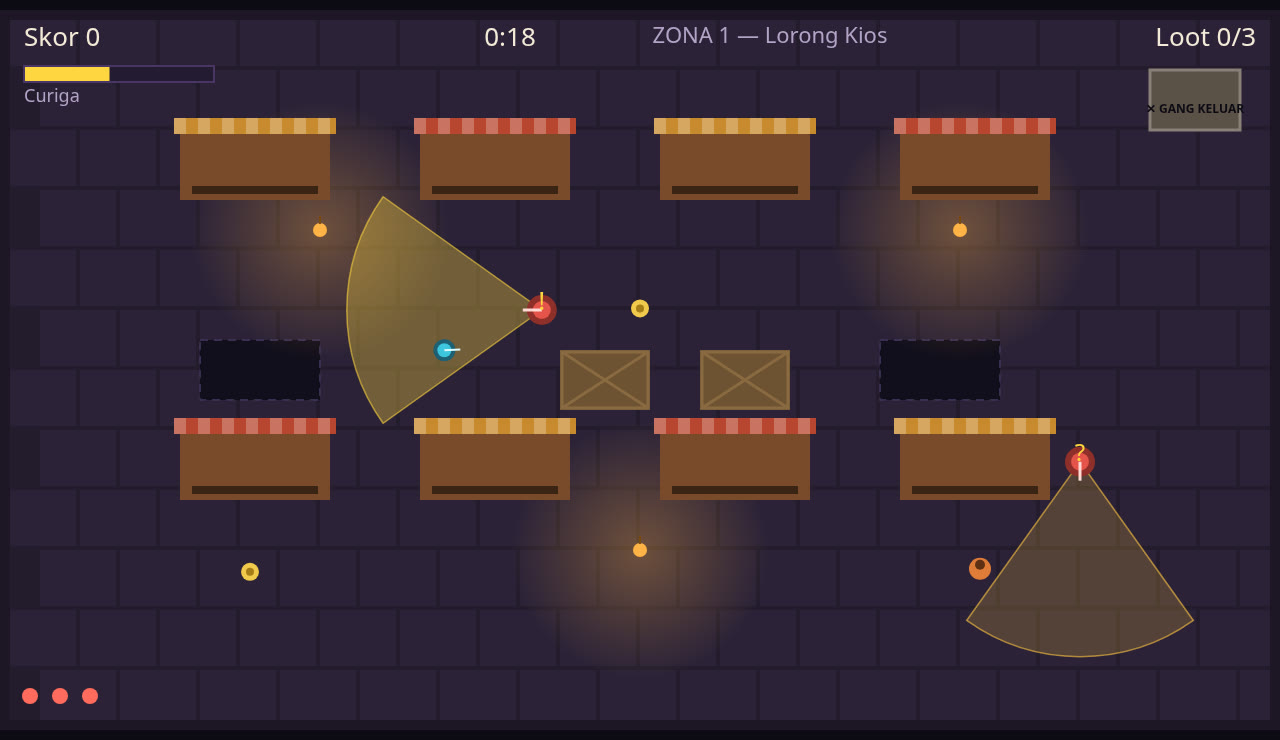 Skor 0
0:18
ZONA 1 — Lorong Kios
Loot 0/3
Curiga
× GANG KELUAR
!
?